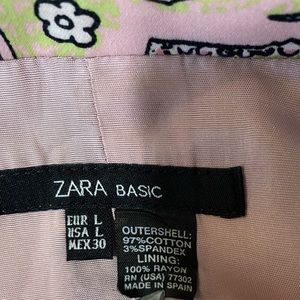 ZARA BASIC
EUR L
USA L
MEX 30
OUTERSHELL:
97%COTTON
3%SPANDEX
LINING:
100% RAYON
RN (USA) 77302
MADE IN SPAIN